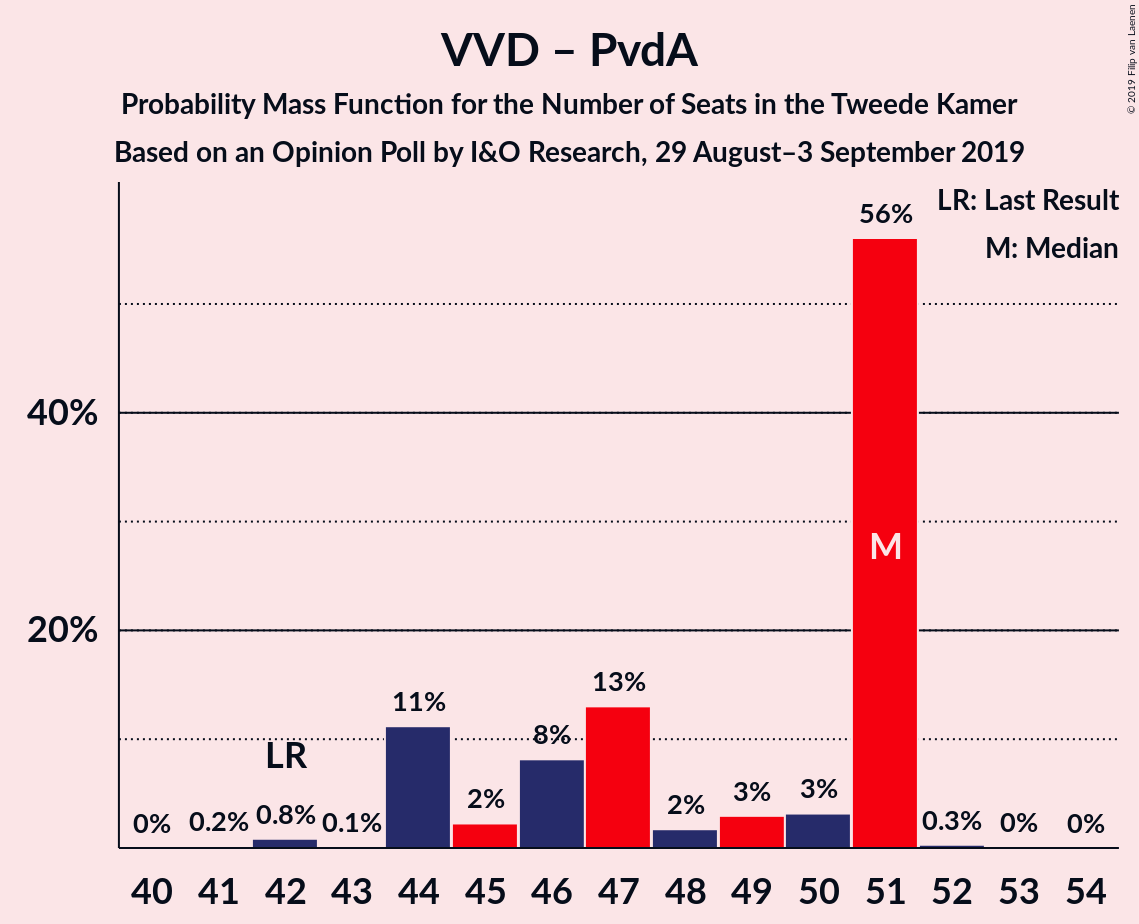 VVD – PvdA
Probability Mass Function for the Number of Seats in the Tweede Kamer
Based on an Opinion Poll by I&O Research, 29 August–3 September 2019
© 2019 Filip van Laenen
LR: Last Result
M: Median
40%
20%
0%
0.2%
0.8%
0.1%
11%
2%
8%
13%
2%
3%
3%
56%
0.3%
0%
0%
LR
M
40 41 42 43 44 45 46 47 48 49 50 51 52 53 54